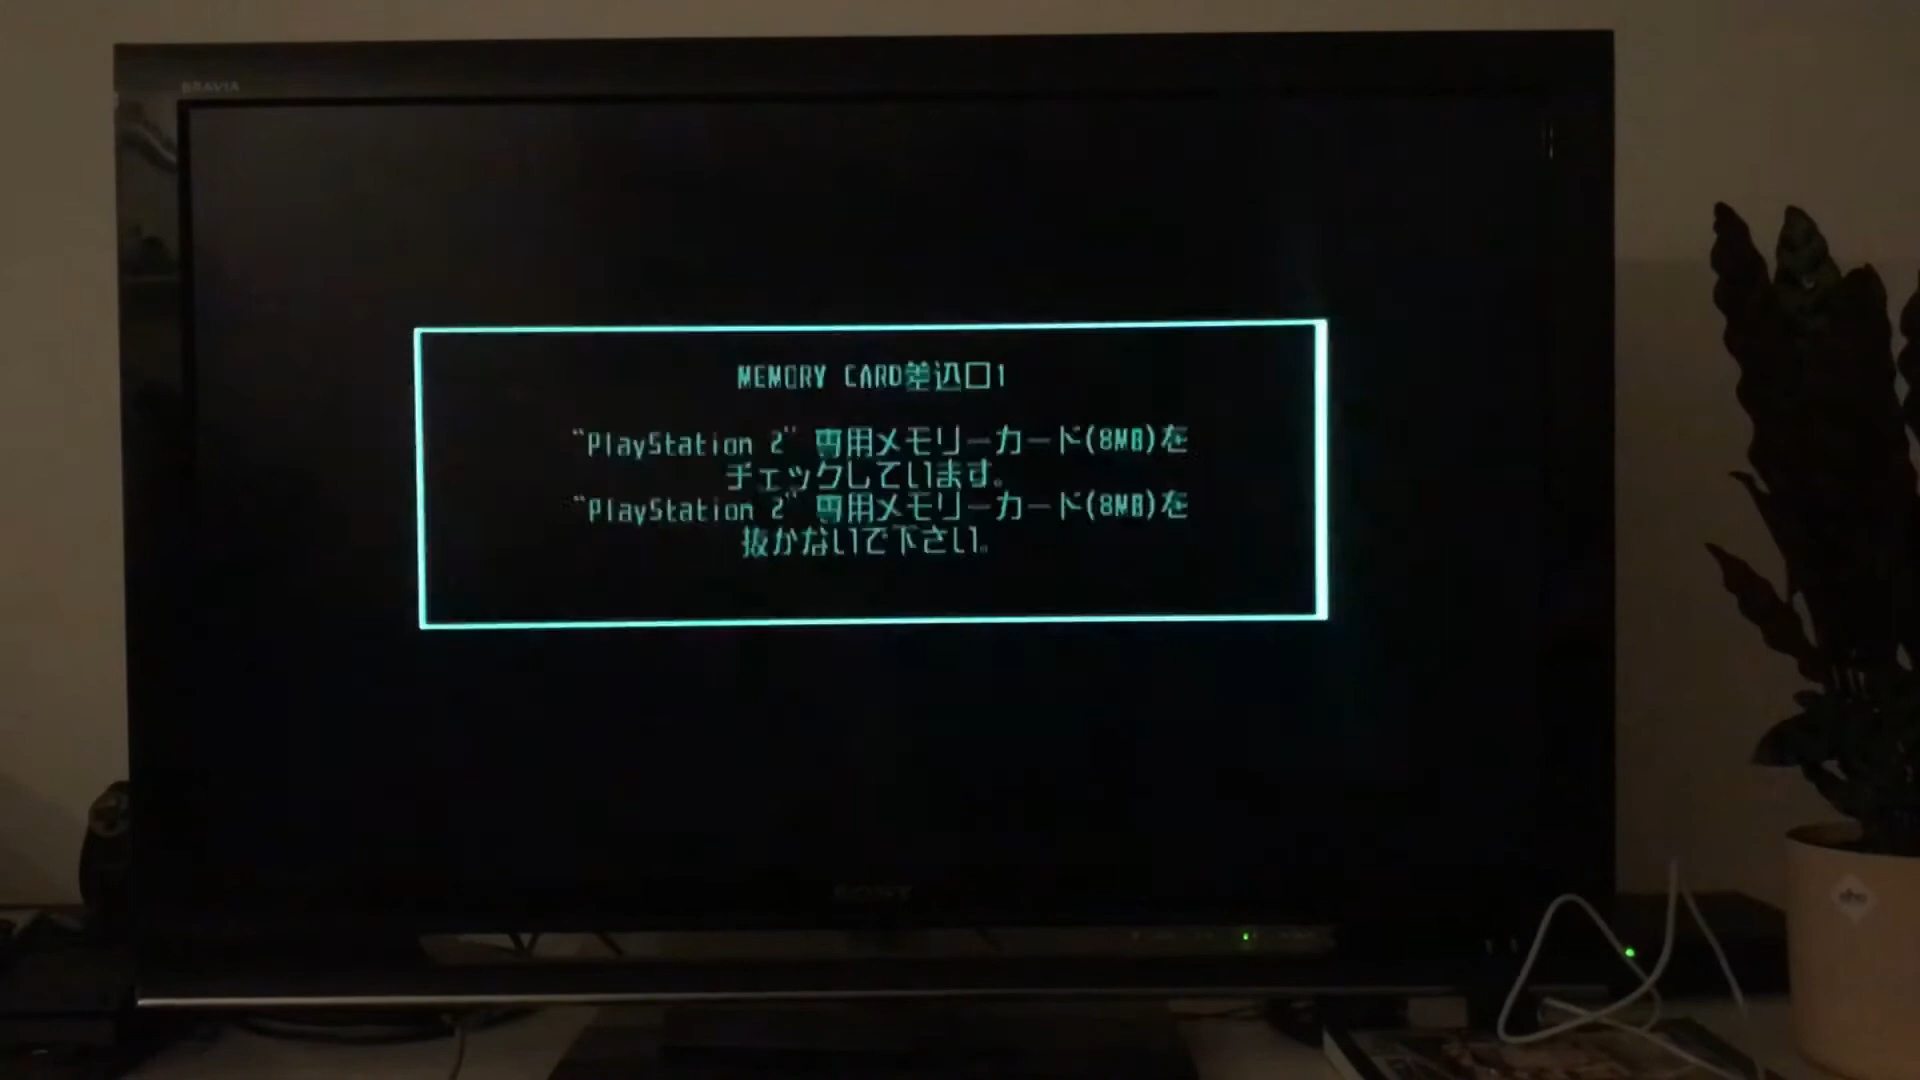 BRAVIA
MEMORY CARD差込口1
“PlayStation 2” 専用メモリーカード(8MB)を
チェックしています。
“PlayStation 2” 専用メモリーカード(8MB)を
抜かないで下さい。
SONY